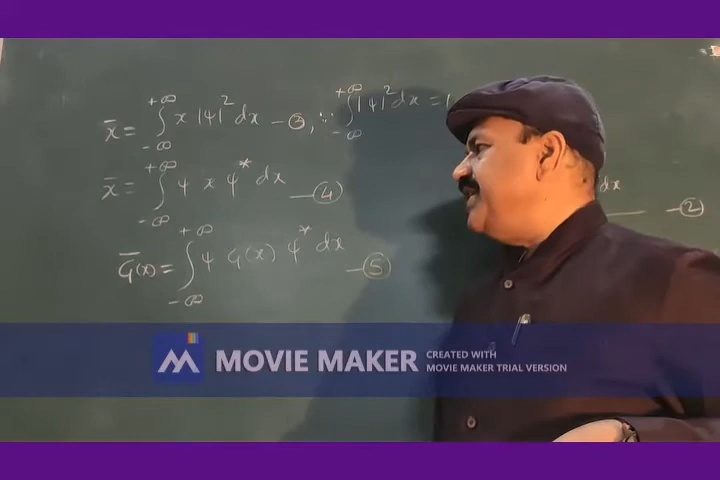 x̄ = ∫_{-∞}^{+∞} x |ψ|² dx – ③, ∵ ∫_{-∞}^{+∞} |ψ|² dx = 1
x̄ = ∫_{-∞}^{+∞} ψ x ψ* dx – ④
dx – ②
Ḡ(x) = ∫_{-∞}^{+∞} ψ G(x) ψ* dx – ⑤
MOVIE MAKER
CREATED WITH
MOVIE MAKER TRIAL VERSION